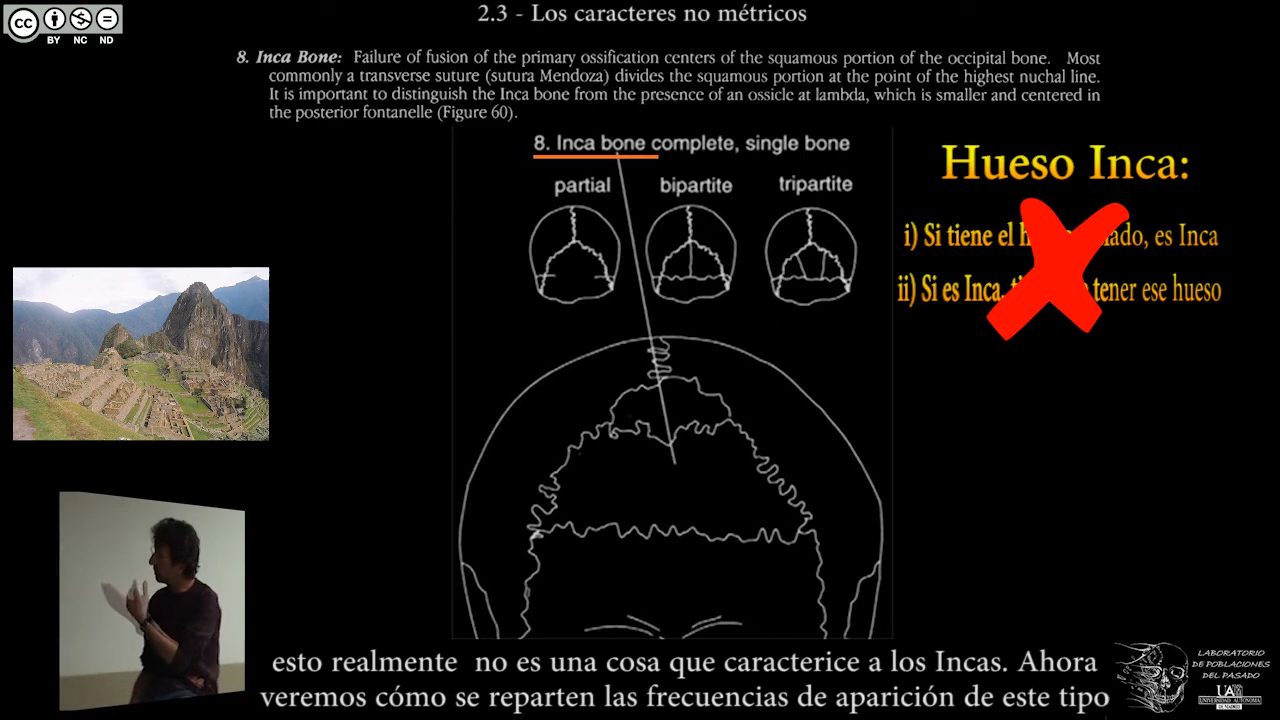 2.3 - Los caracteres no métricos
cc
BY NC ND
8. Inca Bone: Failure of fusion of the primary ossification centers of the squamous portion of the occipital bone. Most
commonly a transverse suture (sutura Mendoza) divides the squamous portion at the point of the highest nuchal line.
It is important to distinguish the Inca bone from the presence of an ossicle at lambda, which is smaller and centered in
the posterior fontanelle (Figure 60).
8. Inca bone complete, single bone
partial bipartite tripartite
Hueso Inca:
i) Si tiene el es Inca
ii) Si es Inca, tener ese hueso
esto realmente no es una cosa que caracterice a los Incas. Ahora
veremos cómo se reparten las frecuencias de aparición de este tipo
LABORATORIO
DE POBLACIONES
DEL PASADO
UAM
UNIVERSIDAD AUTONOMA
DE MADRID